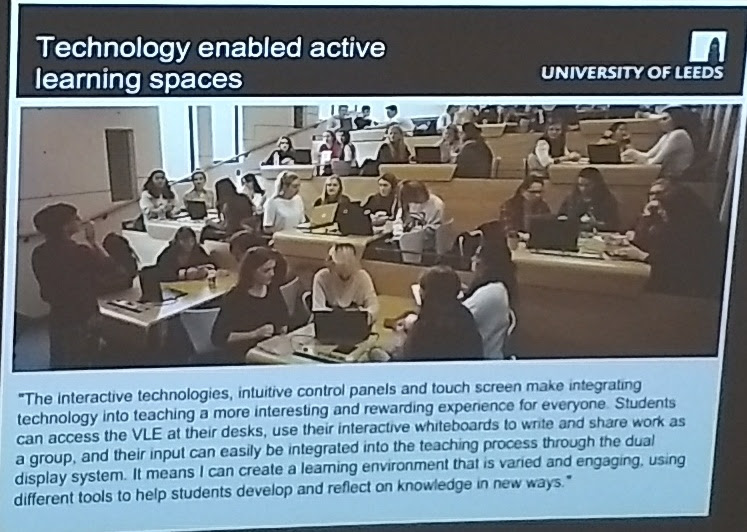 Technology enabled active
learning spaces
UNIVERSITY OF LEEDS
"The interactive technologies, intuitive control panels and touch screen make integrating
technology into teaching a more interesting and rewarding experience for everyone. Students
can access the VLE at their desks, use their interactive whiteboards to write and share work as
a group, and their input can easily be integrated into the teaching process through the dual
display system. It means I can create a learning environment that is varied and engaging, using
different tools to help students develop and reflect on knowledge in new ways."